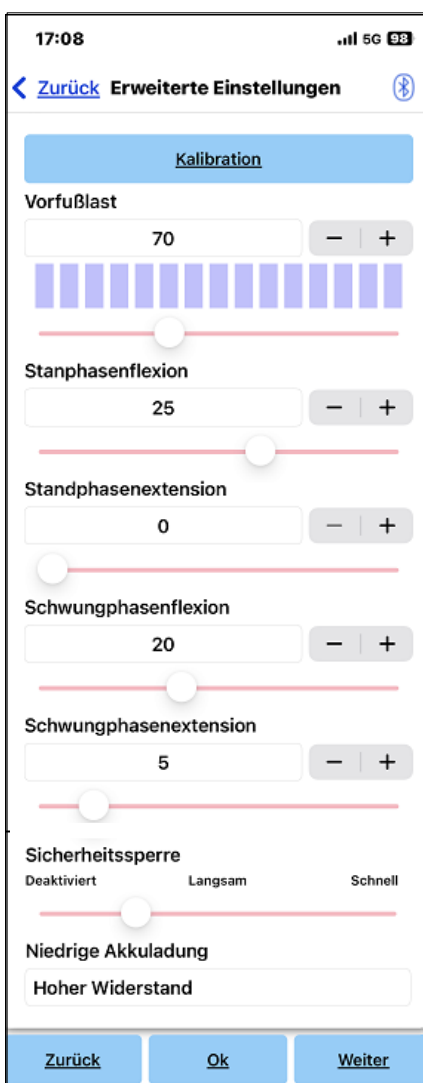 17:08 5G 98
Zurück Erweiterte Einstellungen
Kalibration
Vorfußlast
70 − +
Stanphasenflexion
25 − +
Standphasenextension
0 − +
Schwungphasenflexion
20 − +
Schwungphasenextension
5 − +
Sicherheitssperre
Deaktiviert Langsam Schnell
Niedrige Akkuladung
Hoher Widerstand
Zurück Ok Weiter